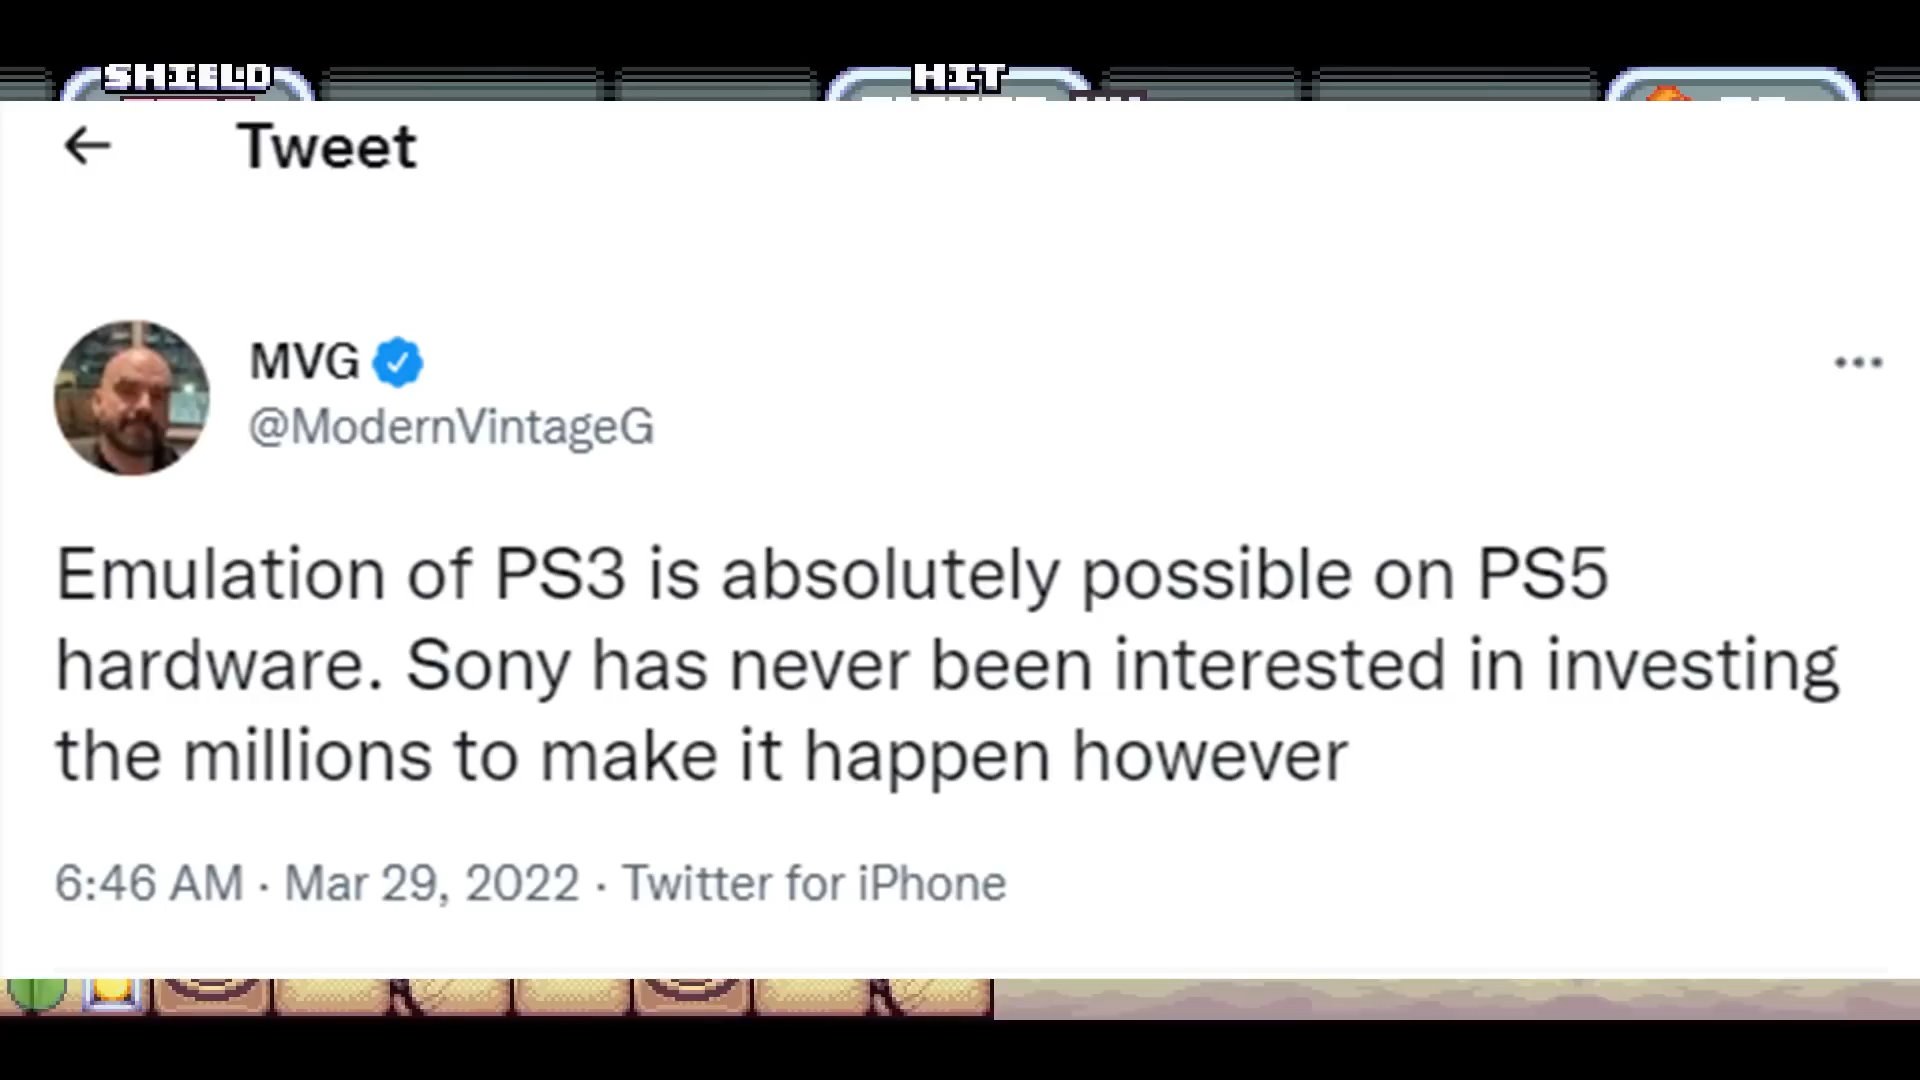 SHIELD
HIT
Tweet
MVG
@ModernVintageG
Emulation of PS3 is absolutely possible on PS5
hardware. Sony has never been interested in investing
the millions to make it happen however
6:46 AM · Mar 29, 2022 · Twitter for iPhone